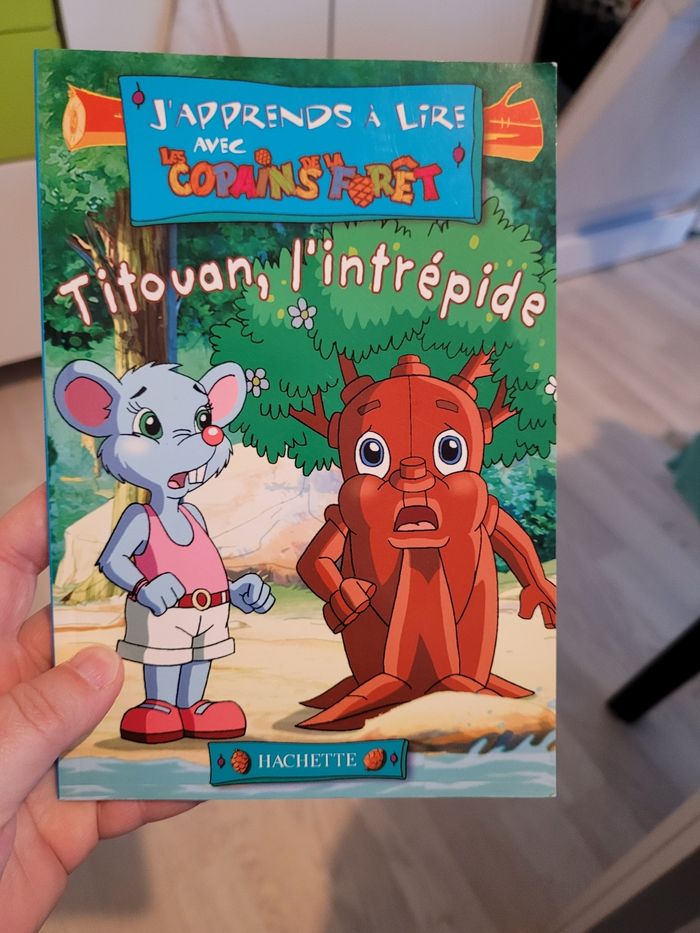 J'APPRENDS À LIRE
AVEC
LES COPAINS DE LA FORÊT
Titouan, l'intrépide
HACHETTE